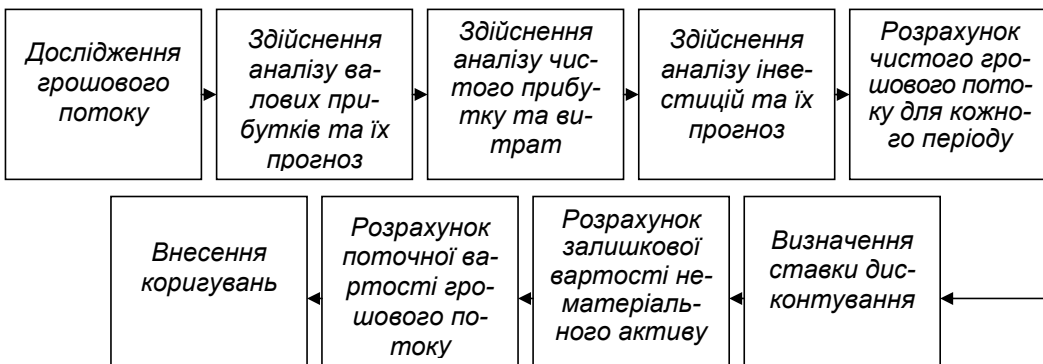 Дослідження
грошового
потоку
Здійснення
аналізу ва-
лових при-
бутків та їх
прогноз
Здійснення
аналізу чис-
того прибу-
тку та ви-
трат
Здійснення
аналізу інве-
стицій та їх
прогноз
Розрахунок
чистого гро-
шового пото-
ку для кожно-
го періоду
Внесення
коригувань
Розрахунок
поточної ва-
ртості гро-
шового по-
току
Розрахунок
залишкової
вартості не-
матеріаль-
ного активу
Визначення
ставки дис-
контування